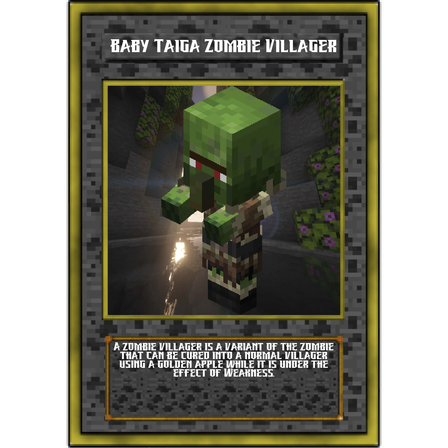 Baby Taiga Zombie Villager
A zombie villager is a variant of the zombie
that can be cured into a normal villager
using a golden apple while it is under the
effect of Weakness.